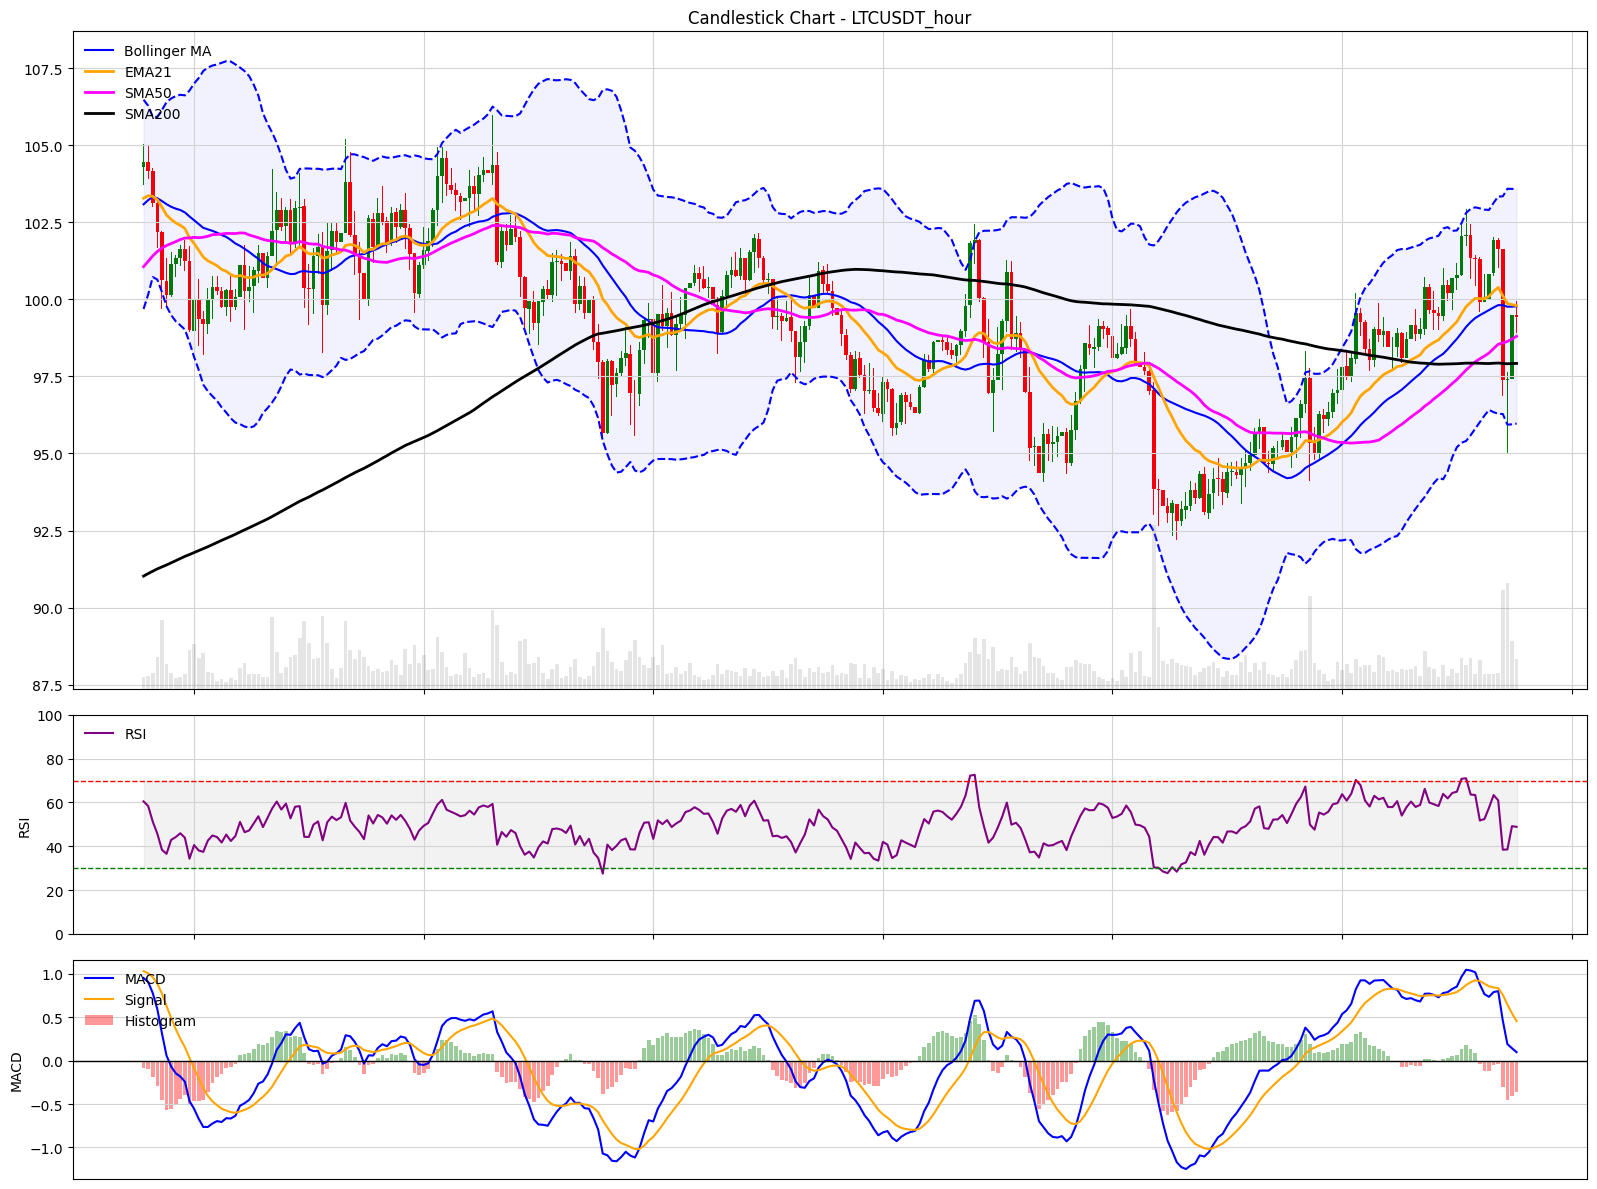 Candlestick Chart - LTCUSDT_hour
Bollinger MA
EMA21
SMA50
SMA200
107.5
105.0
102.5
100.0
97.5
95.0
92.5
90.0
87.5
RSI
100
80
60
40
20
0
RSI
MACD
Signal
Histogram
1.0
0.5
0.0
−0.5
−1.0
MACD